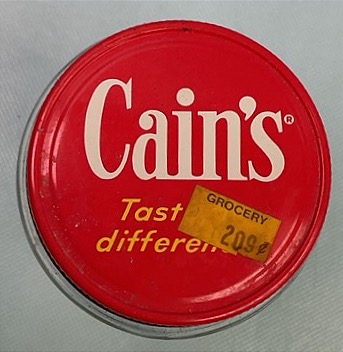 Cain's®
Tast
differen
GROCERY
209¢